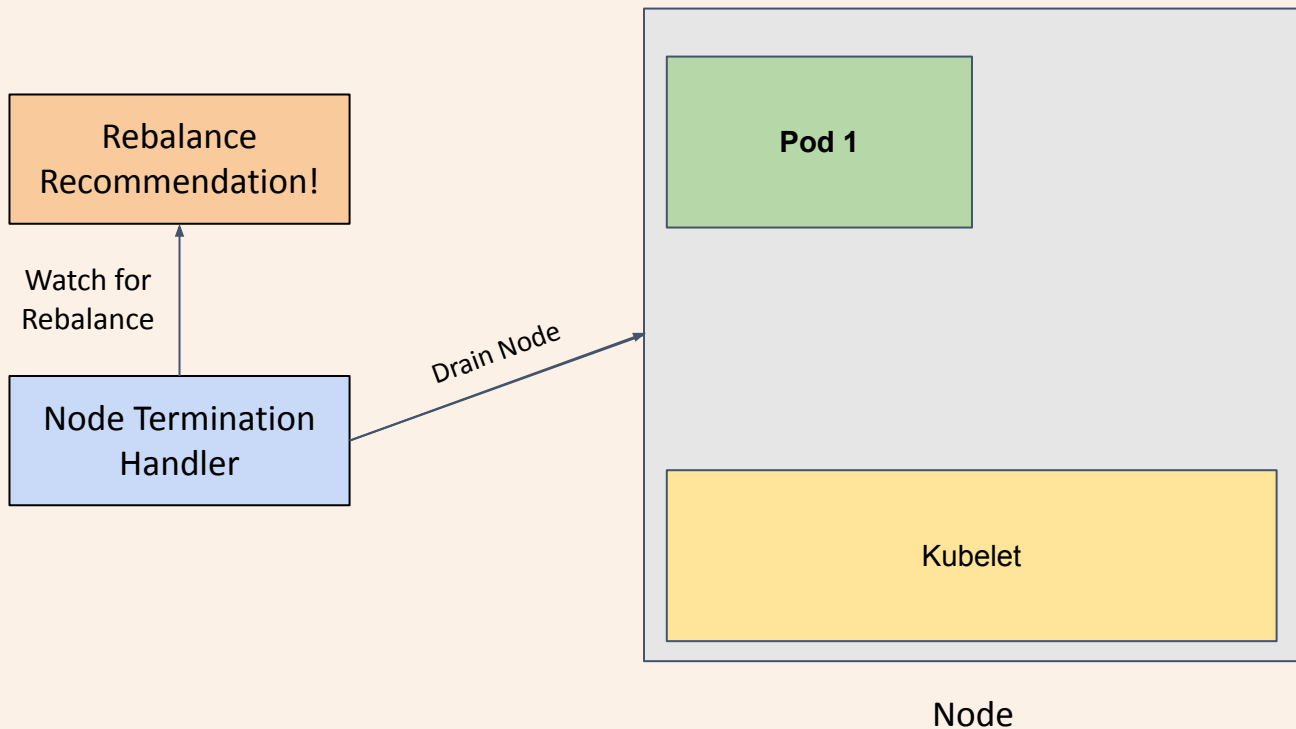 Rebalance
Recommendation!
Watch for
Rebalance
Node Termination
Handler
Drain Node
Pod 1
Kubelet
Node